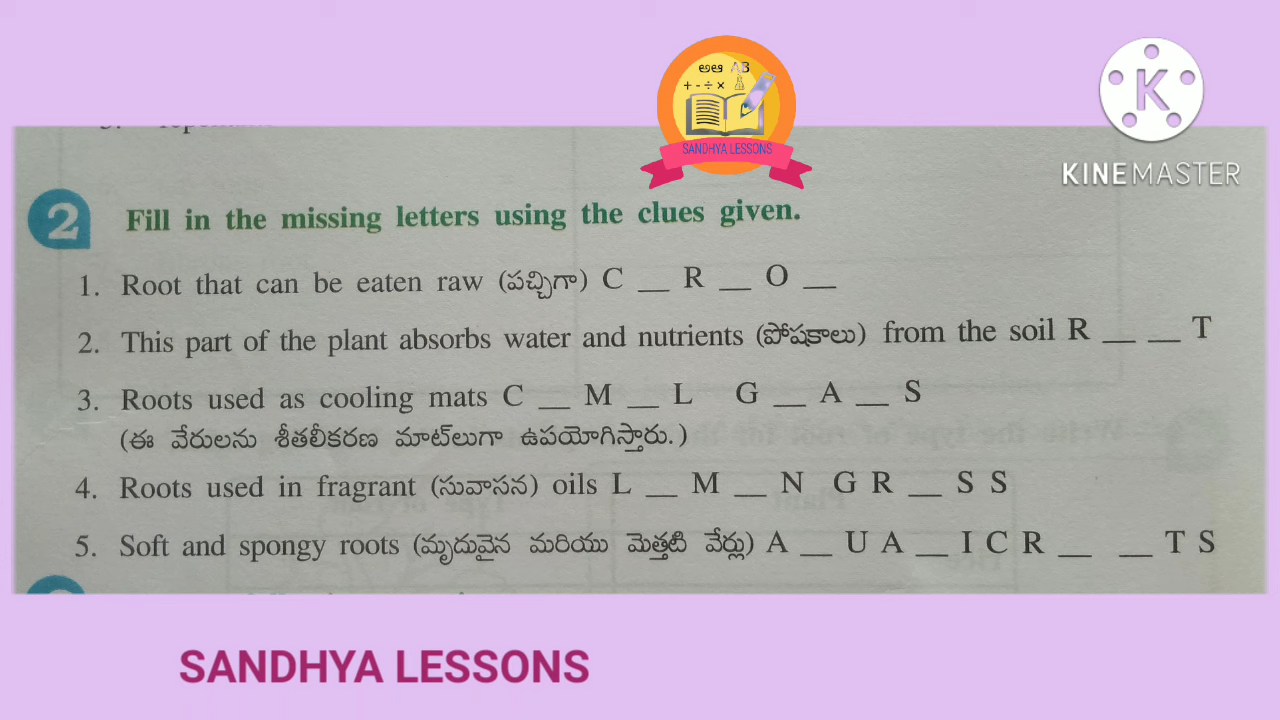 అఆఇ AB
+ - ÷ ×
SANDHYA LESSONS
K
KINEMASTER
2 Fill in the missing letters using the clues given.
1. Root that can be eaten raw (పచ్చిగా) C __ R __ O __
2. This part of the plant absorbs water and nutrients (పోషకాలు) from the soil R __ __ T
3. Roots used as cooling mats C __ M __ L G __ A __ S
(ఈ వేరులను శీతలీకరణ మాట్‌లుగా ఉపయోగిస్తారు.)
4. Roots used in fragrant (సువాసన) oils L __ M __ N G R __ S S
5. Soft and spongy roots (మృదువైన మరియు మెత్తటి వేర్లు) A __ U A __ I C R __ __ T S
SANDHYA LESSONS